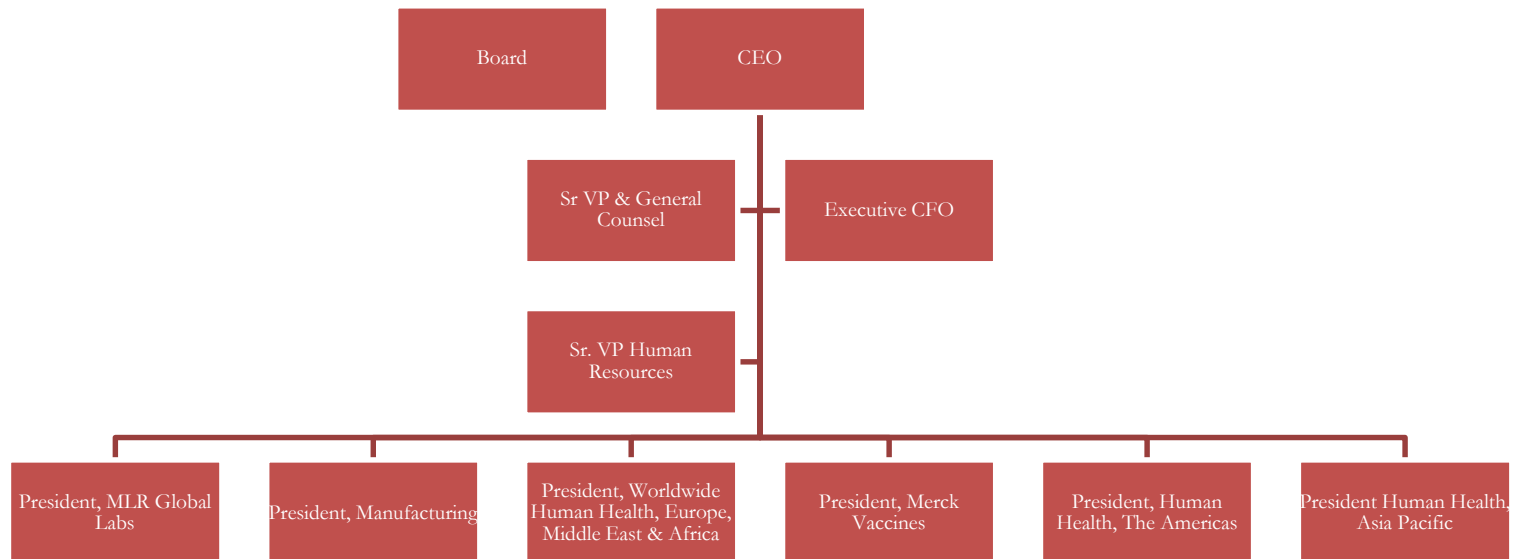 Board
CEO
Sr VP & General
Counsel
Executive CFO
Sr. VP Human
Resources
President, MLR Global
Labs
President, Manufacturing
President, Worldwide
Human Health, Europe,
Middle East & Africa
President, Merck
Vaccines
President, Human
Health, The Americas
President Human Health,
Asia Pacific